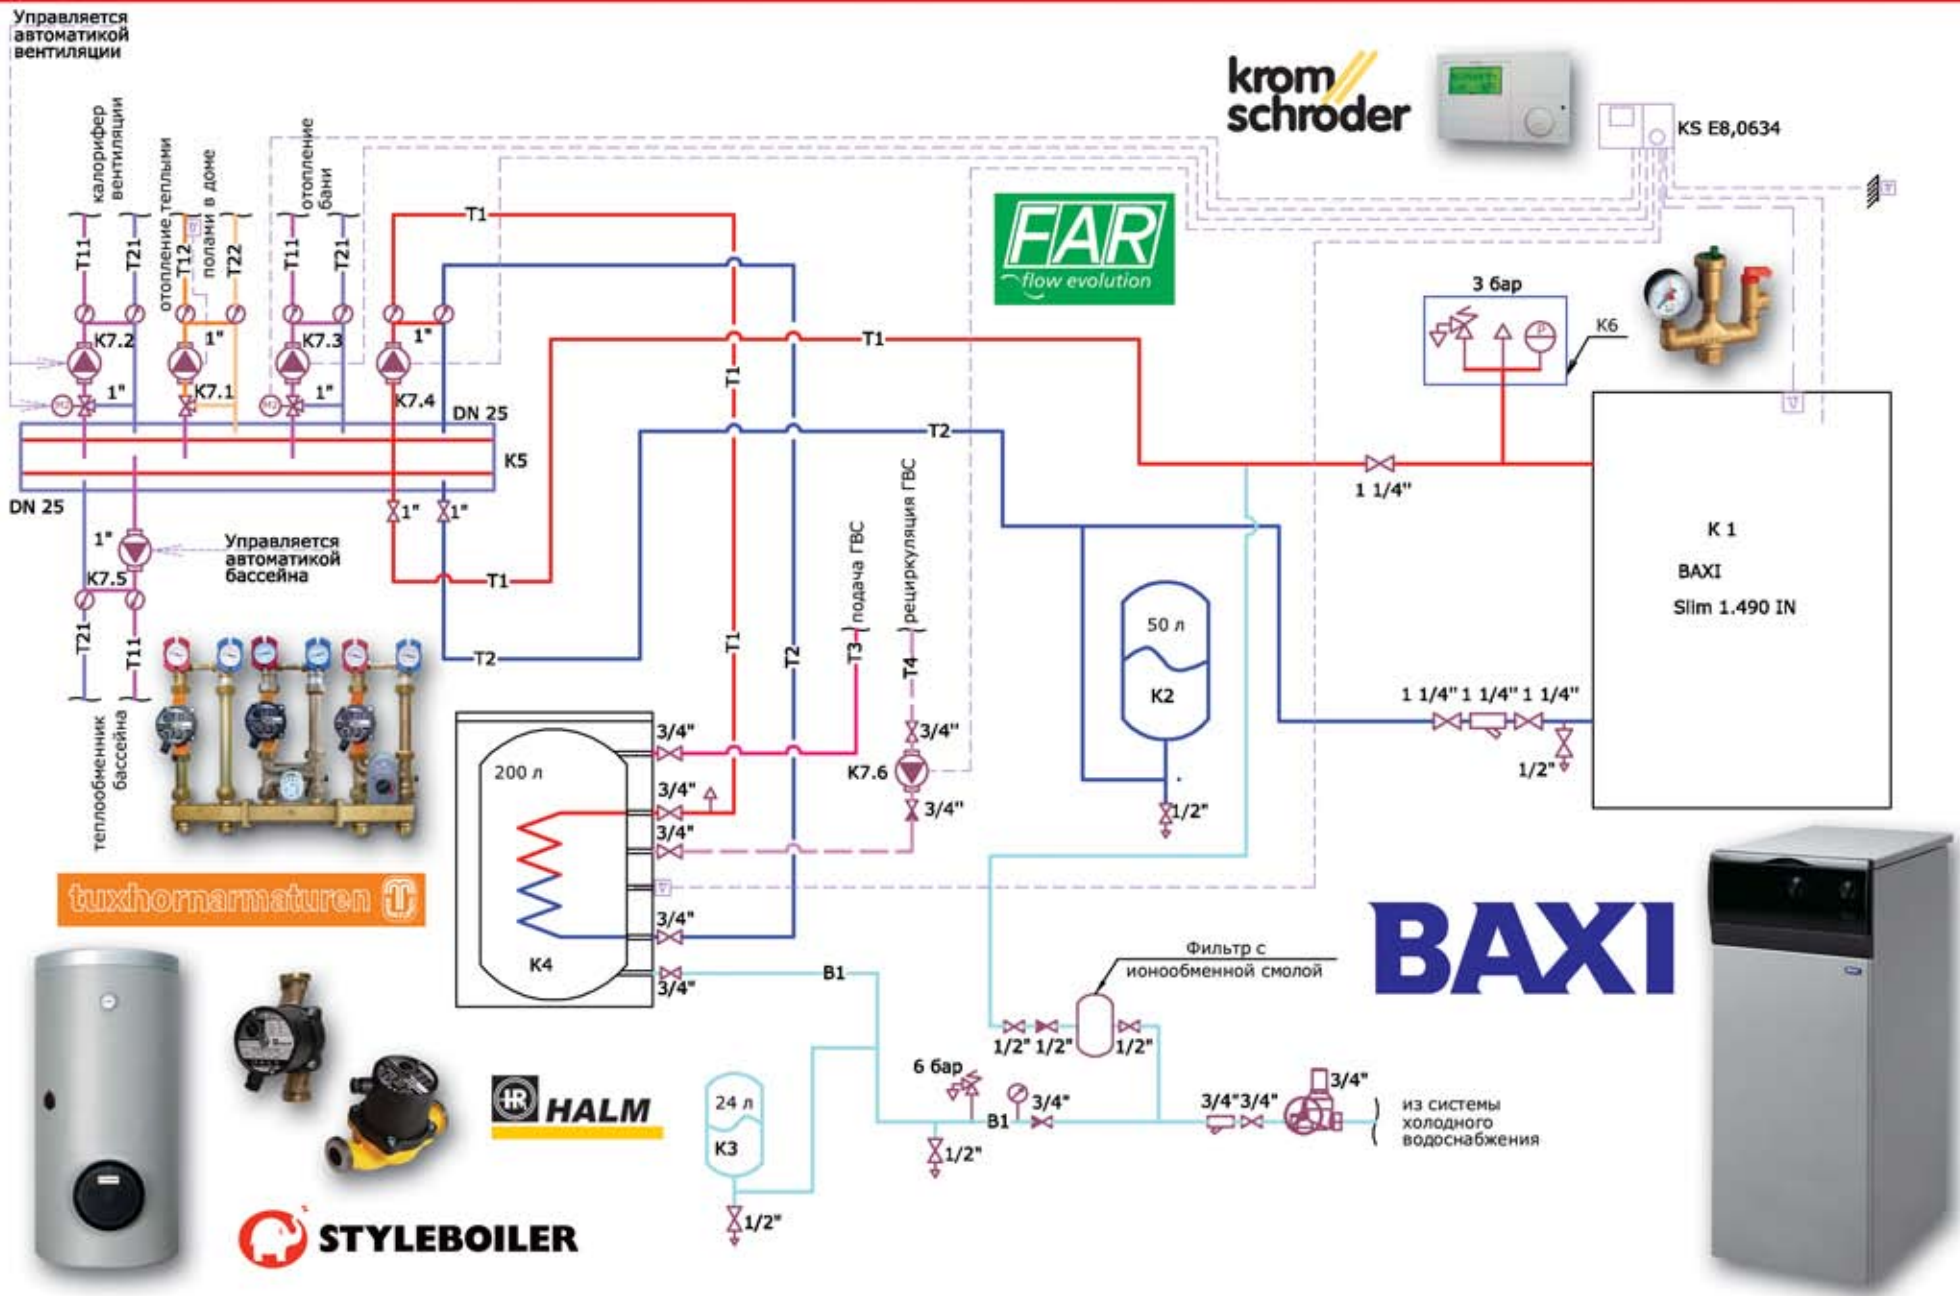 Управляется
автоматикой
вентиляции
калорифер
вентиляции
отопление теплыми
полами в доме
отопление
бани
T11
T21
T12
T22
T11
T21
K7.2
1"
K7.3
1"
1"
K7.1
1"
K7.4
M2
M2
DN 25
K5
DN 25
1"
1"
1"
K7.5
Управляется
автоматикой
бассейна
T21
T11
теплообменник
бассейна
T1
T1
T1
T2
T1
T2
T1
T2
krom
schröder
KS E8,0634
FAR
flow evolution
3 бар
P
K6
1 1/4"
K 1
BAXI
Slim 1.490 IN
1 1/4" 1 1/4" 1 1/4"
1/2"
подача ГВС
рециркуляция ГВС
T3
T4
3/4"
K7.6
3/4"
50 л
K2
1/2"
200 л
K4
3/4"
3/4"
3/4"
3/4"
3/4"
B1
tuxhornarmaturen
BAXI
Фильтр с
ионообменной смолой
1/2" 1/2"
1/2"
6 бар
3/4"
B1
1/2"
3/4" 3/4"
3/4"
из системы
холодного
водоснабжения
24 л
K3
1/2"
HALM
STYLEBOILER